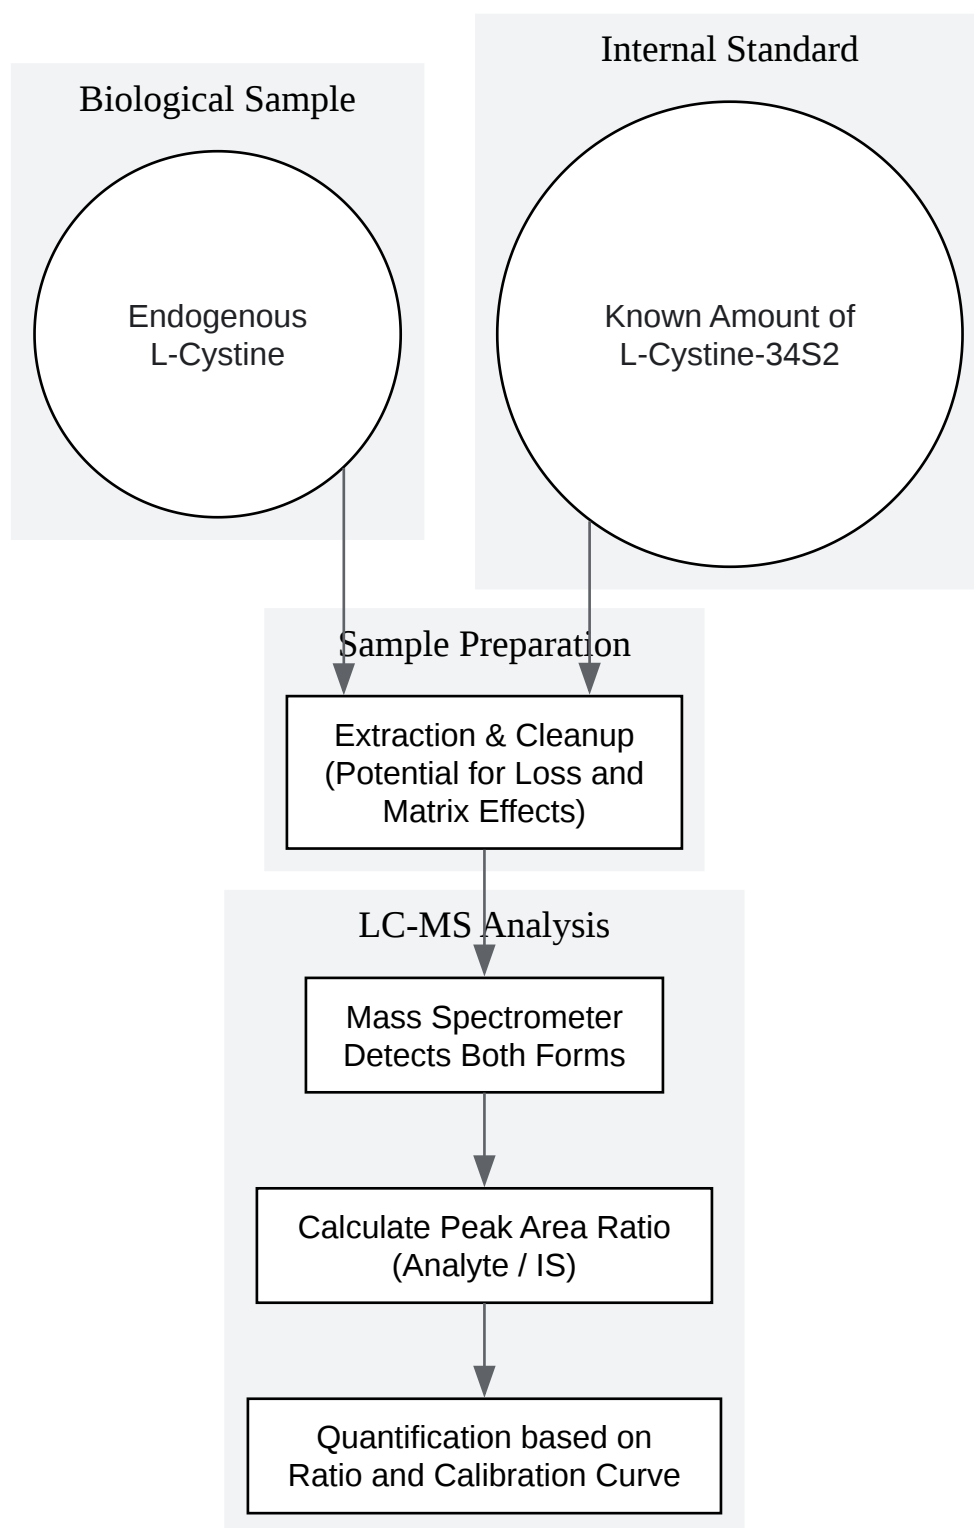 Internal Standard
Biological Sample
Endogenous
L-Cystine
Known Amount of
L-Cystine-34S2
Sample Preparation
Extraction & Cleanup
(Potential for Loss and
Matrix Effects)
LC-MS Analysis
Mass Spectrometer
Detects Both Forms
Calculate Peak Area Ratio
(Analyte / IS)
Quantification based on
Ratio and Calibration Curve